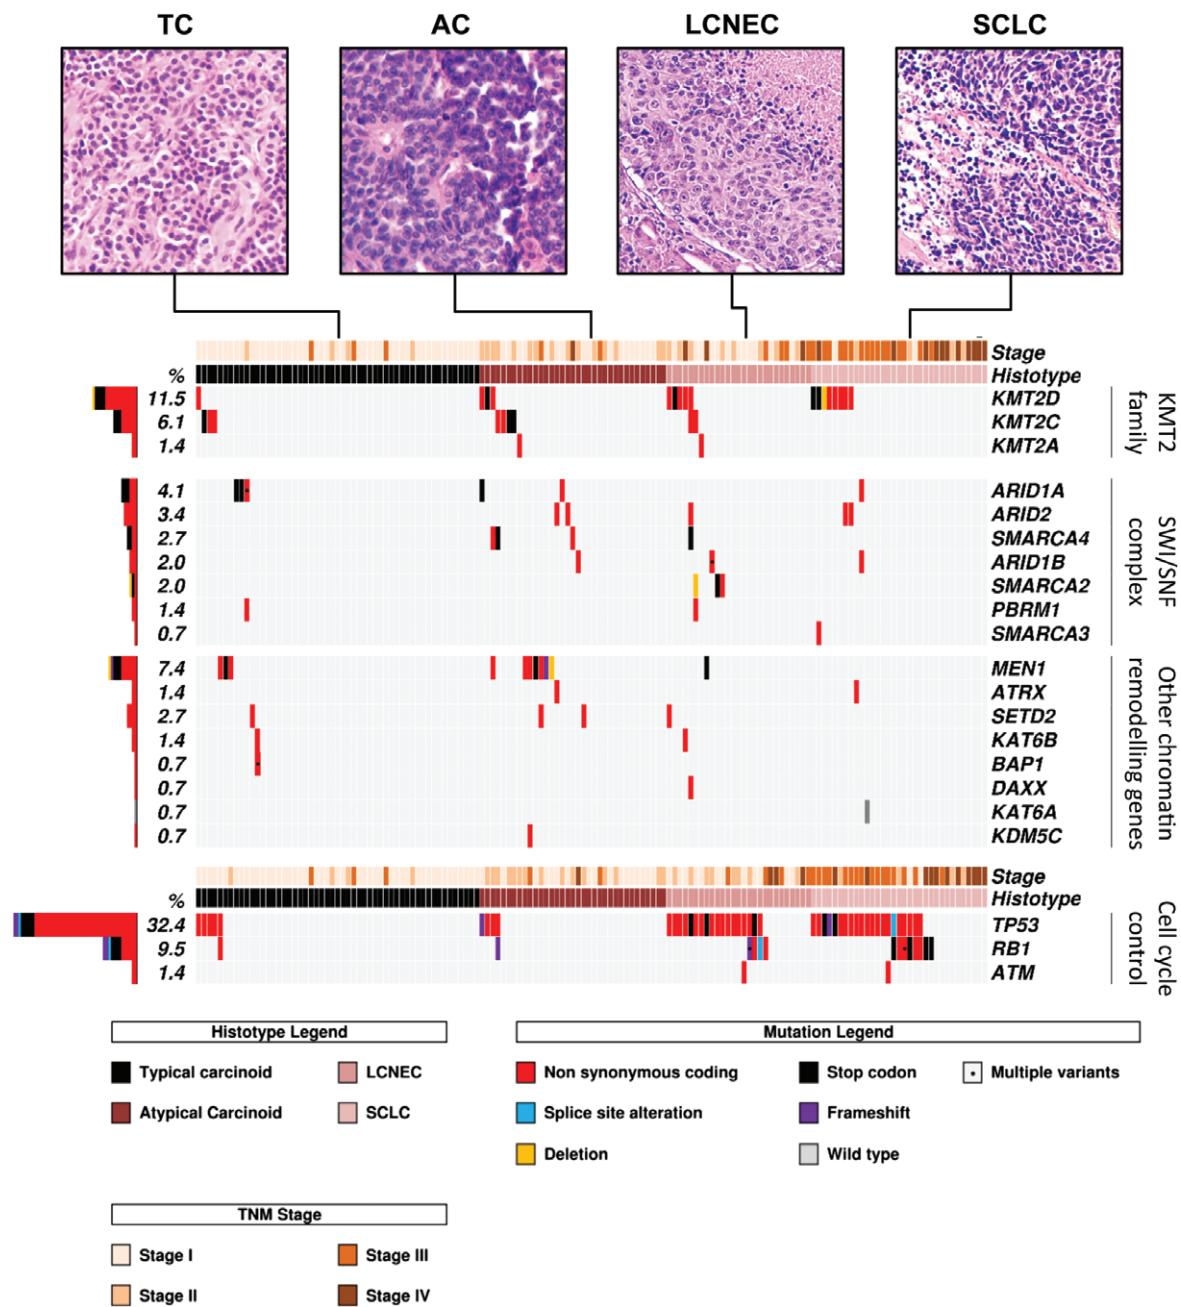 TC AC LCNEC SCLC
Stage
% Histotype
11.5 KMT2D
6.1 KMT2C
1.4 KMT2A
KMT2 family
4.1 ARID1A
3.4 ARID2
2.7 SMARCA4
2.0 ARID1B
2.0 SMARCA2
1.4 PBRM1
0.7 SMARCA3
SWI/SNF complex
7.4 MEN1
1.4 ATRX
2.7 SETD2
1.4 KAT6B
0.7 BAP1
0.7 DAXX
0.7 KAT6A
0.7 KDM5C
Other chromatin remodelling genes
Stage
% Histotype
32.4 TP53
9.5 RB1
1.4 ATM
Cell cycle control
Histotype Legend
Typical carcinoid LCNEC
Atypical Carcinoid SCLC
Mutation Legend
Non synonymous coding Stop codon Multiple variants
Splice site alteration Frameshift
Deletion Wild type
TNM Stage
Stage I Stage III
Stage II Stage IV